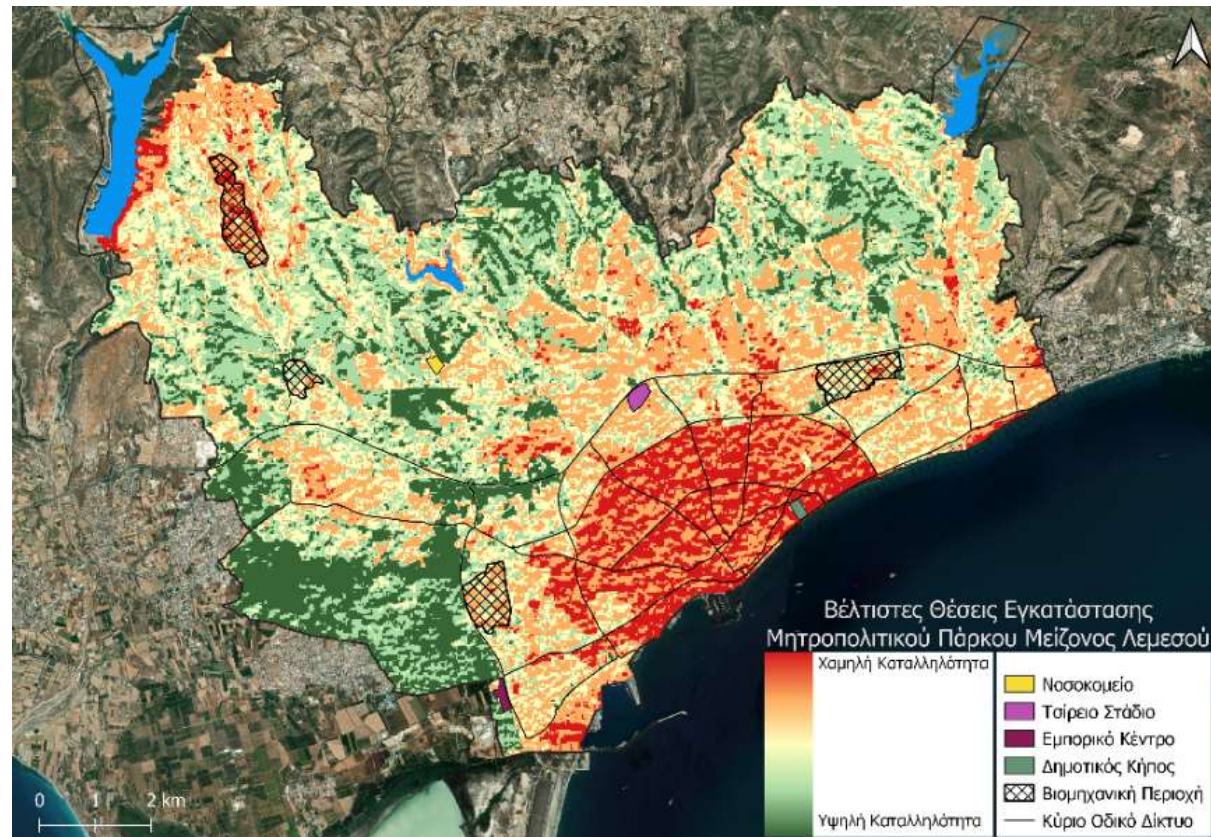 Βέλτιστες Θέσεις Εγκατάστασης
Μητροπολιτικού Πάρκου Μείζονος Λεμεσού
Χαμηλή Καταλληλότητα
Υψηλή Καταλληλότητα
Νοσοκομείο
Τσίρειο Στάδιο
Εμπορικό Κέντρο
Δημοτικός Κήπος
Βιομηχανική Περιοχή
Κύριο Οδικό Δίκτυο
0 1 2 km